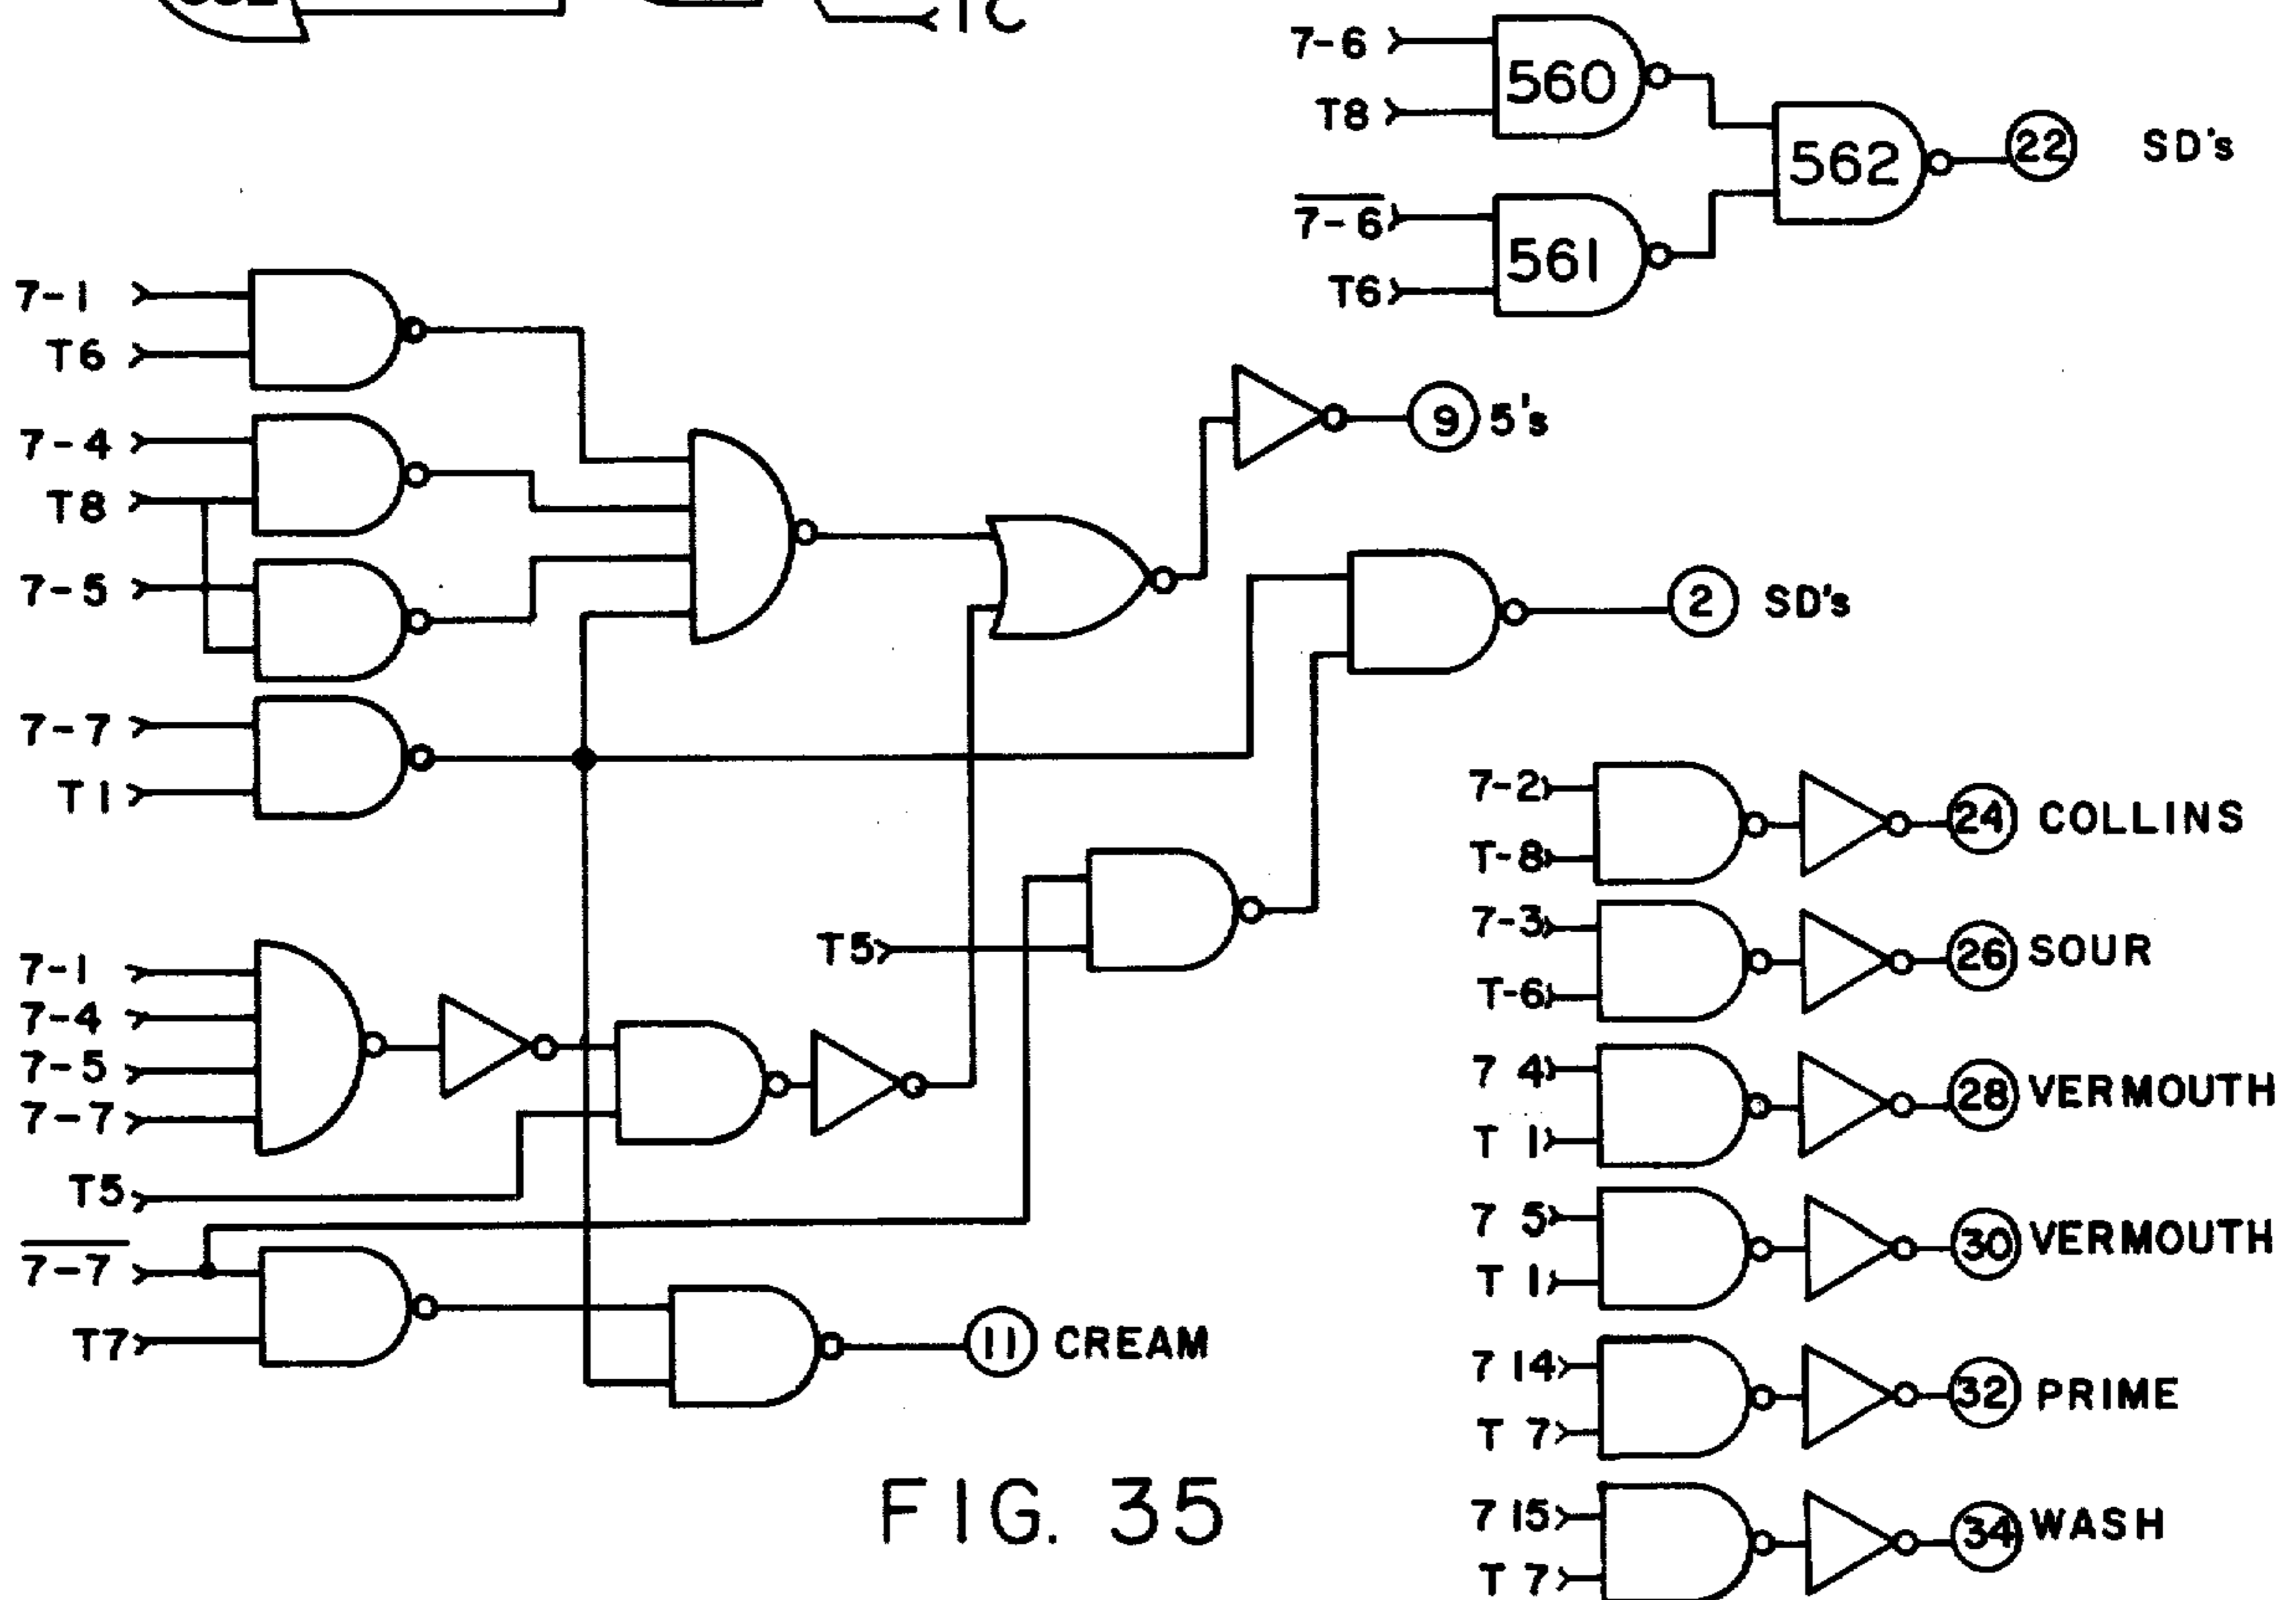 1C
7-6
T8
560
562
22 SD's
7-6
T6
561
7-1
T6
7-4
T8
7-5
7-7
T1
9 5's
2 SD's
7-1
7-4
7-5
7-7
T5
T5
7-7
T7
11 CREAM
7-2
T-8
24 COLLINS
7-3
T-6
26 SOUR
7 4
T 1
28 VERMOUTH
7 5
T 1
30 VERMOUTH
7 14
T 7
32 PRIME
7 15
T 7
34 WASH
FIG. 35